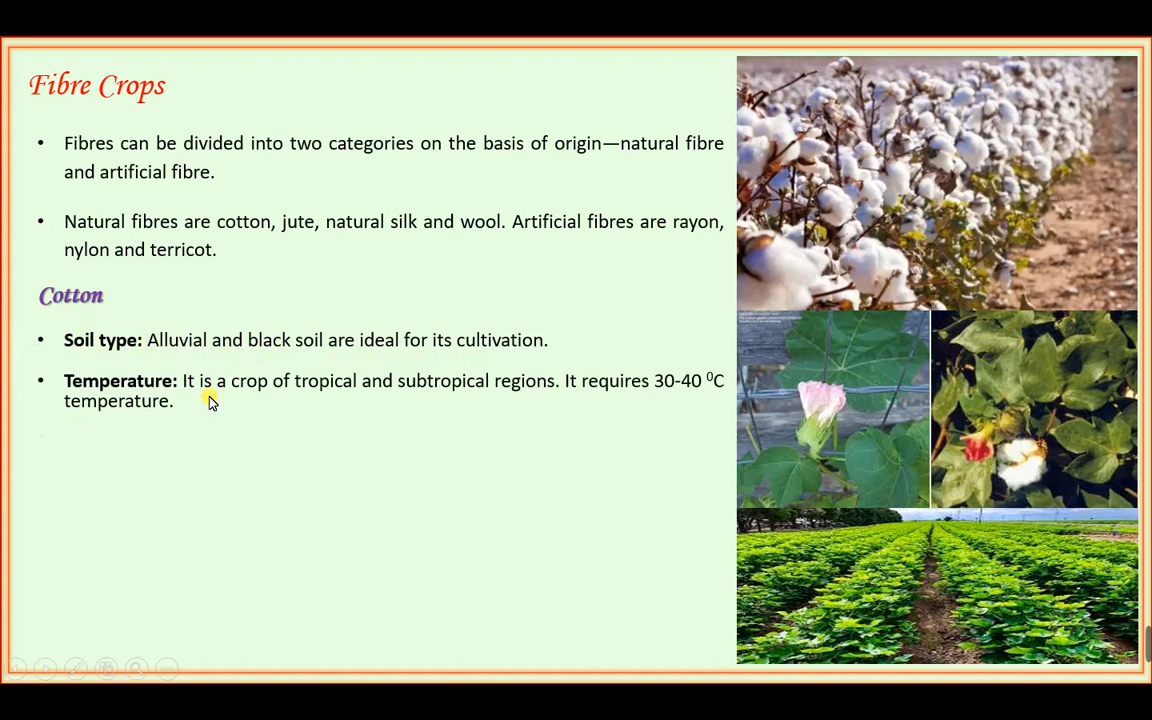 Fibre Crops
• Fibres can be divided into two categories on the basis of origin—natural fibre
and artificial fibre.
• Natural fibres are cotton, jute, natural silk and wool. Artificial fibres are rayon,
nylon and terricot.
Cotton
• Soil type: Alluvial and black soil are ideal for its cultivation.
• Temperature: It is a crop of tropical and subtropical regions. It requires 30-40 ⁰C
temperature.